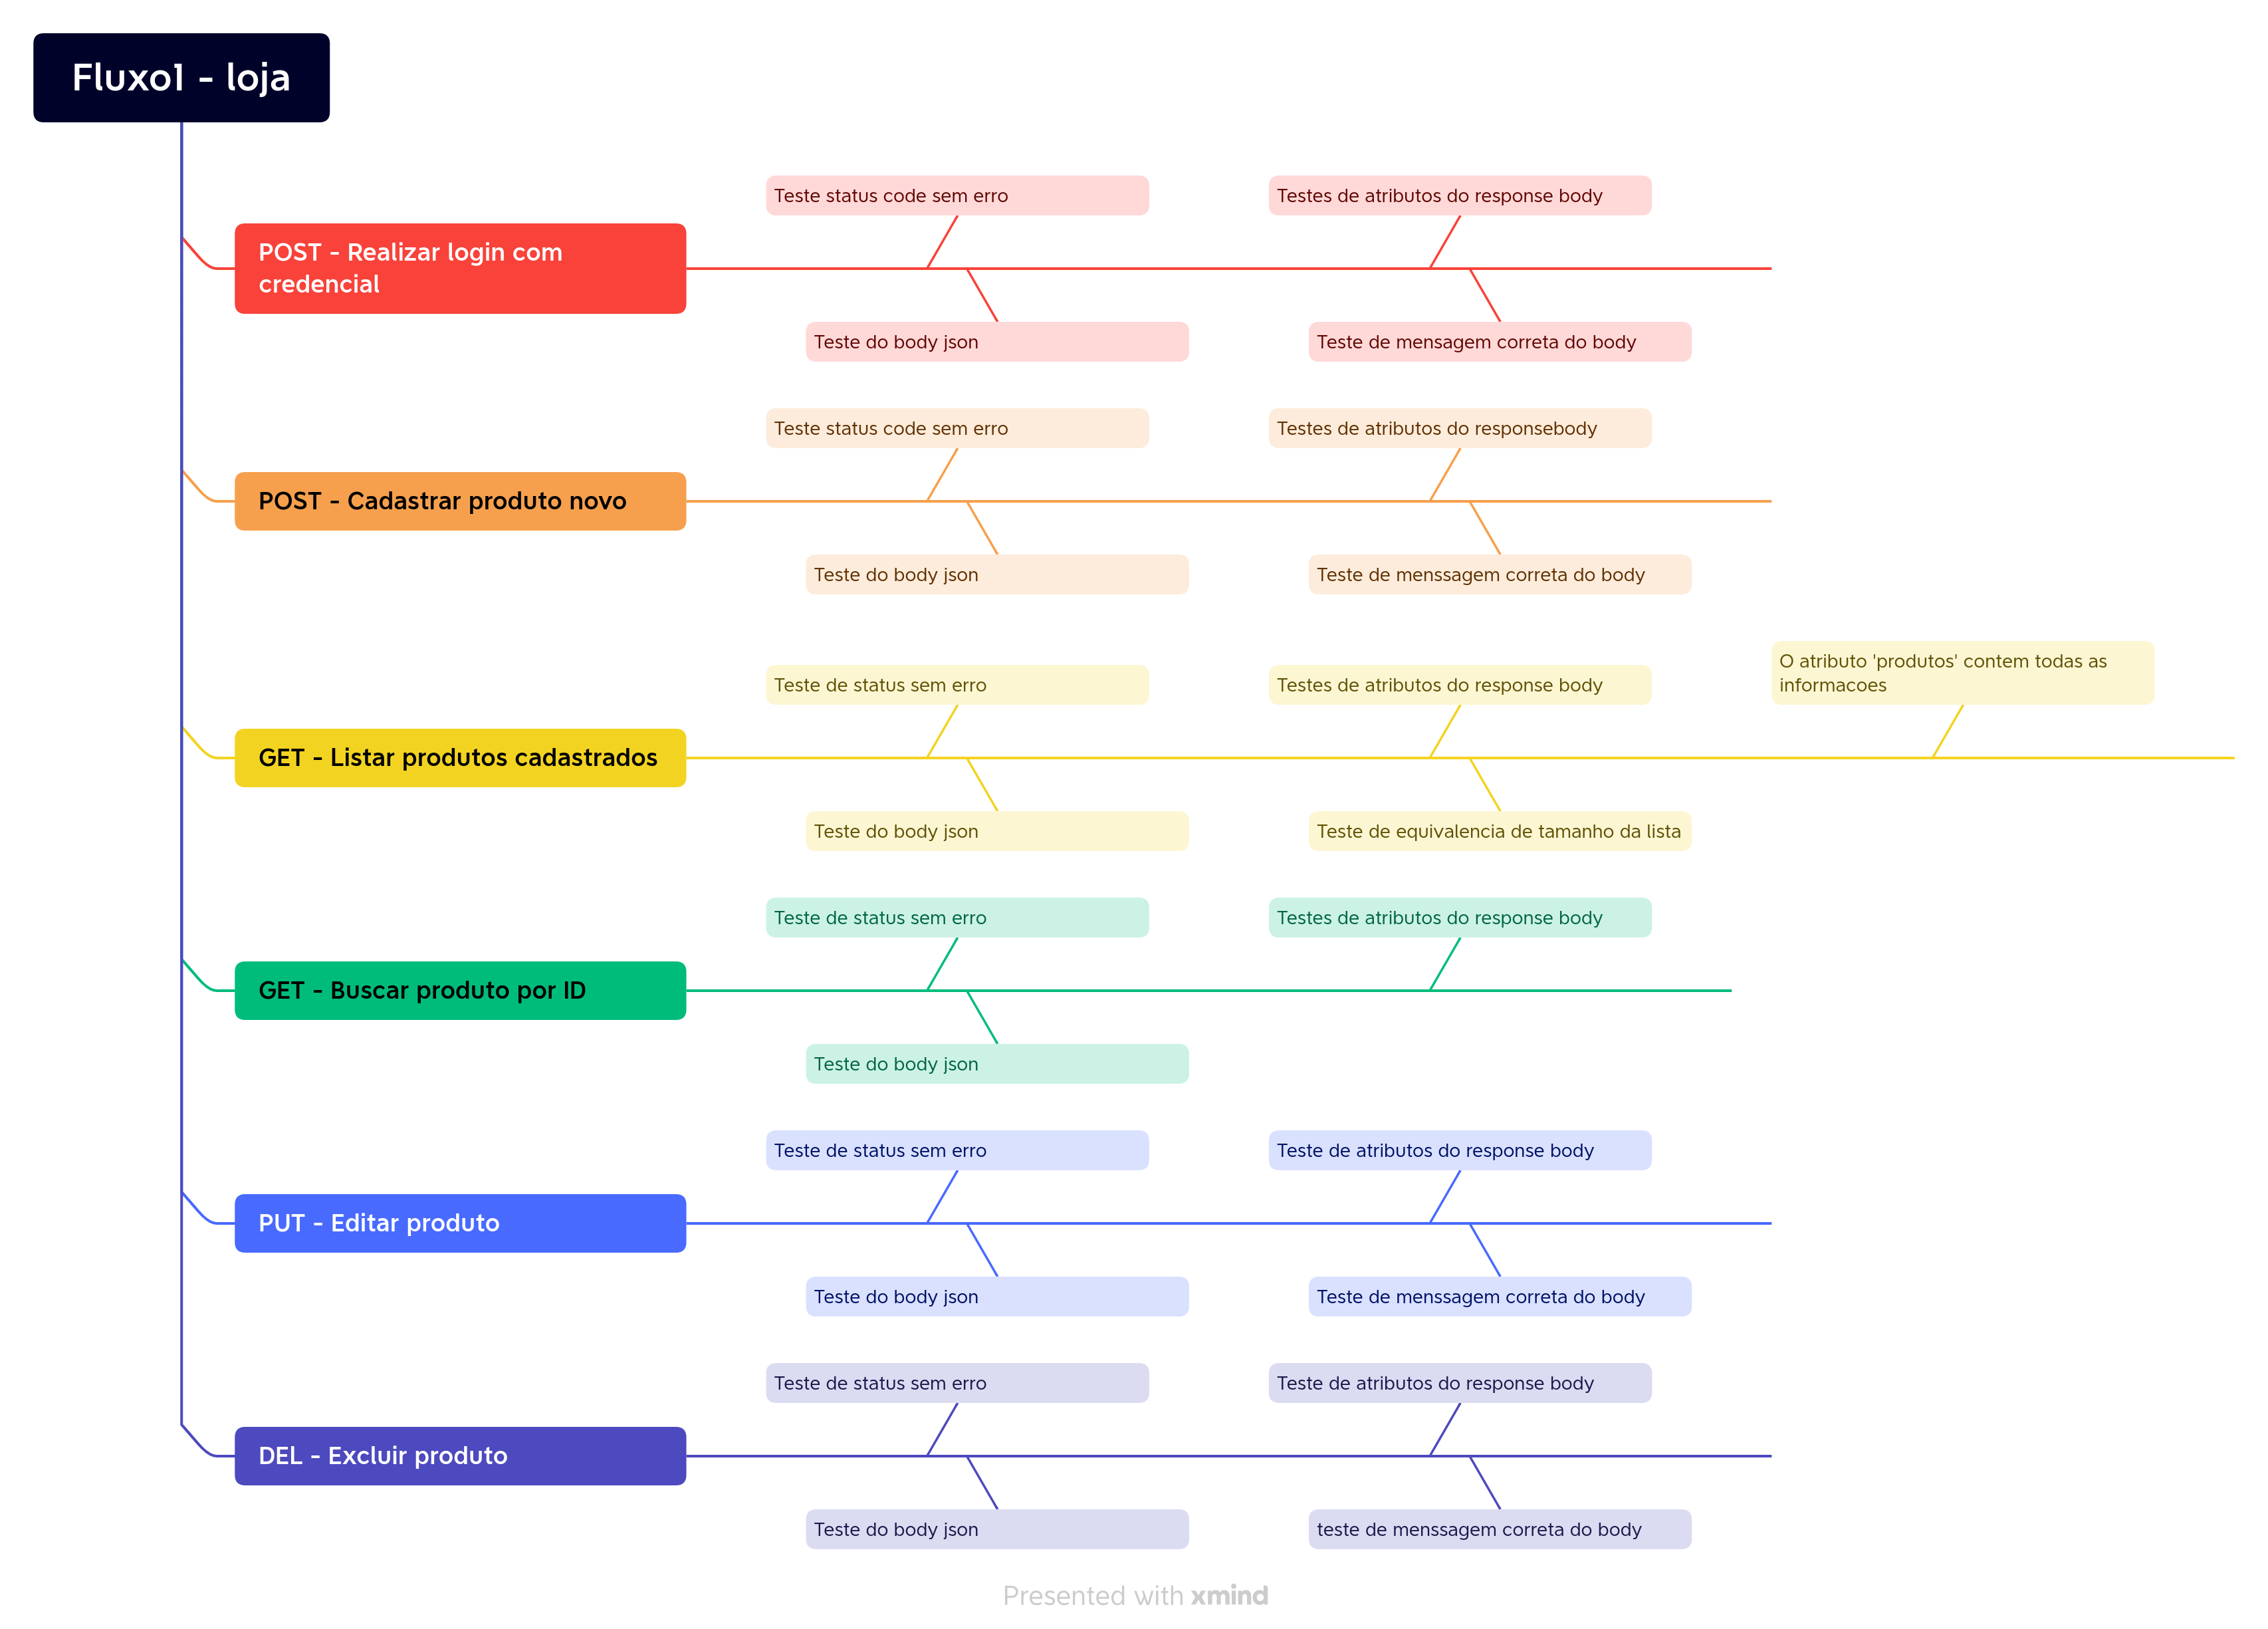 Fluxo1 - loja
Teste status code sem erro
Testes de atributos do response body
POST - Realizar login com
credencial
Teste do body json
Teste de mensagem correta do body
Teste status code sem erro
Testes de atributos do responsebody
POST - Cadastrar produto novo
Teste do body json
Teste de menssagem correta do body
O atributo 'produtos' contem todas as
informacoes
Teste de status sem erro
Testes de atributos do response body
GET - Listar produtos cadastrados
Teste do body json
Teste de equivalencia de tamanho da lista
Teste de status sem erro
Testes de atributos do response body
GET - Buscar produto por ID
Teste do body json
Teste de status sem erro
Teste de atributos do response body
PUT - Editar produto
Teste do body json
Teste de menssagem correta do body
Teste de status sem erro
Teste de atributos do response body
DEL - Excluir produto
Teste do body json
teste de menssagem correta do body
Presented with xmind